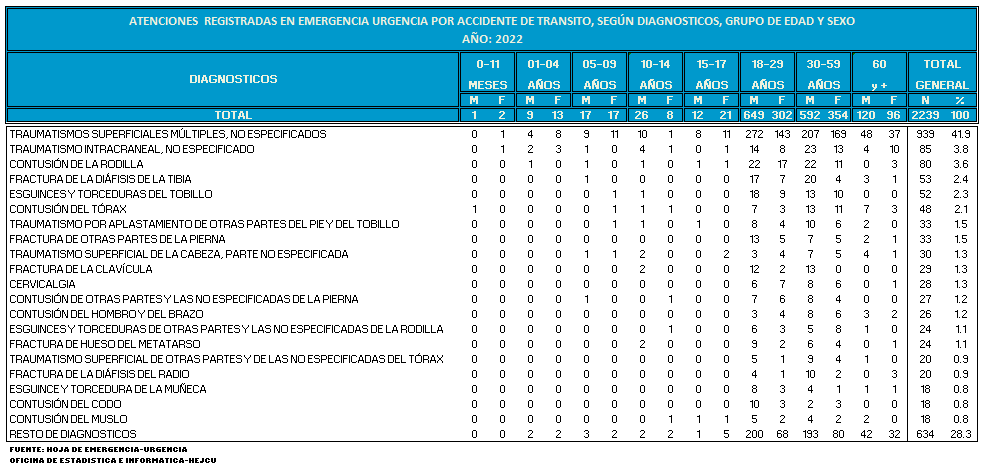 ATENCIONES REGISTRADAS EN EMERGENCIA URGENCIA POR ACCIDENTE DE TRANSITO, SEGÚN DIAGNOSTICOS, GRUPO DE EDAD Y SEXO
AÑO: 2022
DIAGNOSTICOS 0-11 MESES 01-04 AÑOS 05-09 AÑOS 10-14 AÑOS 15-17 AÑOS 18-29 AÑOS 30-59 AÑOS 60 y + TOTAL GENERAL
M F M F M F M F M F M F M F M F N %
TOTAL 1 2 9 13 17 17 26 8 12 21 649 302 592 354 120 96 2239 100
TRAUMATISMOS SUPERFICIALES MÚLTIPLES, NO ESPECIFICADOS 0 1 4 8 9 11 10 1 8 11 272 143 207 169 48 37 939 41.9
TRAUMATISMO INTRACRANEAL, NO ESPECIFICADO 0 1 2 3 1 0 4 1 0 1 14 8 23 13 4 10 85 3.8
CONTUSIÓN DE LA RODILLA 0 0 1 0 1 0 1 1 1 1 22 17 22 11 0 3 80 3.6
FRACTURA DE LA DIÁFISIS DE LA TIBIA 0 0 0 0 0 0 1 0 0 0 17 7 20 4 3 1 53 2.4
ESGUINCES Y TORCEDURAS DEL TOBILLO 0 0 0 0 0 1 1 0 0 0 18 9 13 10 0 0 52 2.3
CONTUSIÓN DEL TÓRAX 1 0 0 0 0 1 1 1 0 0 7 3 13 11 7 3 48 2.1
TRAUMATISMO POR APLASTAMIENTO DE OTRAS PARTES DEL PIE Y DEL TOBILLO 0 0 0 0 0 1 1 0 1 0 8 4 10 6 2 0 33 1.5
FRACTURA DE OTRAS PARTES DE LA PIERNA 0 0 0 0 0 0 0 0 0 0 13 5 7 5 2 1 33 1.5
TRAUMATISMO SUPERFICIAL DE LA CABEZA, PARTE NO ESPECIFICADA 0 0 0 0 1 1 2 0 0 2 3 4 7 5 4 1 30 1.3
FRACTURA DE LA CLAVÍCULA 0 0 0 0 0 0 2 0 0 0 12 2 13 0 0 0 29 1.3
CERVICALGIA 0 0 0 0 0 0 0 0 0 0 6 7 8 6 0 1 28 1.3
CONTUSIÓN DE OTRAS PARTES Y LAS NO ESPECIFICADAS DE LA PIERNA 0 0 0 0 1 0 0 1 0 0 7 6 8 4 0 0 27 1.2
CONTUSIÓN DEL HOMBRO Y DEL BRAZO 0 0 0 0 0 0 0 0 0 0 3 4 8 6 3 2 26 1.2
ESGUINCES Y TORCEDURAS DE OTRAS PARTES Y LAS NO ESPECIFICADAS DE LA RODILLA 0 0 0 0 0 0 0 1 0 0 6 3 5 8 1 0 24 1.1
FRACTURA DE HUESO DEL METATARSO 0 0 0 0 0 0 2 0 0 0 9 2 6 4 0 1 24 1.1
TRAUMATISMO SUPERFICIAL DE OTRAS PARTES Y DE LAS NO ESPECIFICADAS DEL TÓRAX 0 0 0 0 0 0 0 0 0 0 5 1 9 4 0 1 20 0.9
FRACTURA DE LA DIÁFISIS DEL RADIO 0 0 0 0 0 0 0 0 0 0 4 1 10 2 0 3 20 0.9
ESGUINCE Y TORCEDURA DE LA MUÑECA 0 0 0 0 0 0 0 0 0 0 8 3 4 1 1 1 18 0.8
CONTUSIÓN DEL CODO 0 0 0 0 0 0 0 0 0 0 10 3 2 3 0 0 18 0.8
CONTUSIÓN DEL MUSLO 0 0 0 0 0 0 0 1 1 0 5 2 4 2 2 0 18 0.8
RESTO DE DIAGNOSTICOS 0 0 2 2 3 2 2 2 1 5 200 68 193 80 42 32 634 28.3
FUENTE: HOJA DE EMERGENCIA-URGENCIA
OFICINA DE ESTADISTICA E INFORMATICA-HEJCU